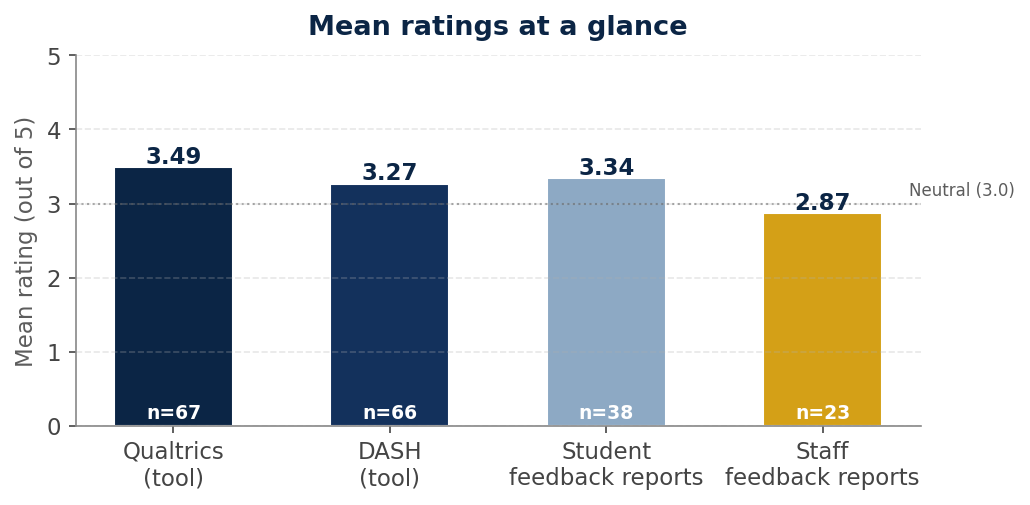 Mean ratings at a glance
Mean rating (out of 5)
5
4
3
2
1
0
3.49
3.27
3.34
2.87
Neutral (3.0)
n=67
n=66
n=38
n=23
Qualtrics
(tool)
DASH
(tool)
Student
feedback reports
Staff
feedback reports